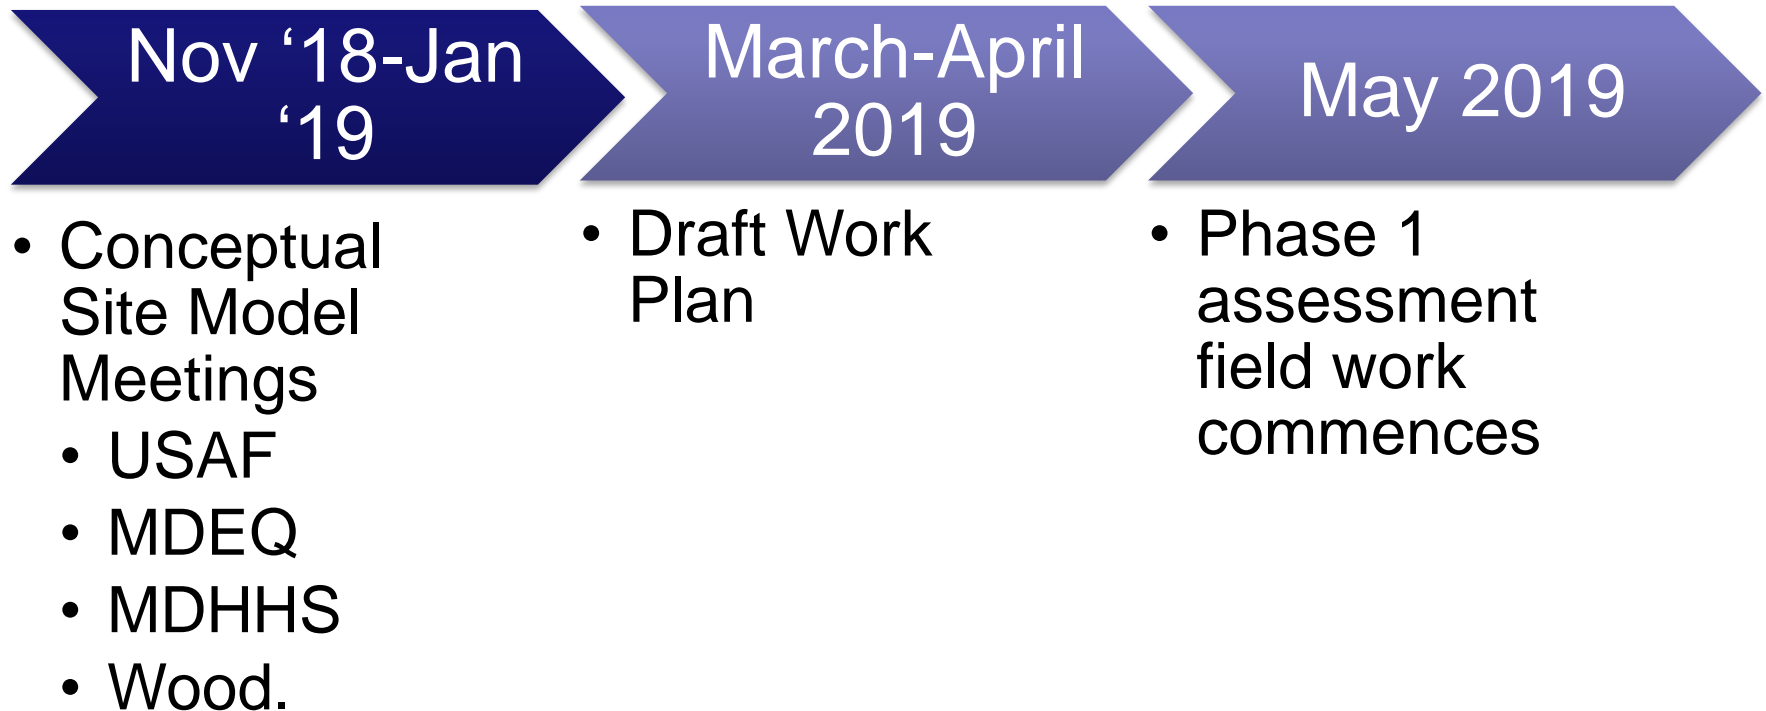 Nov ‘18-Jan
‘19
• Conceptual
Site Model
Meetings
• USAF
• MDEQ
• MDHHS
• Wood.
March-April
2019
• Draft Work
Plan
May 2019
• Phase 1
assessment
field work
commences